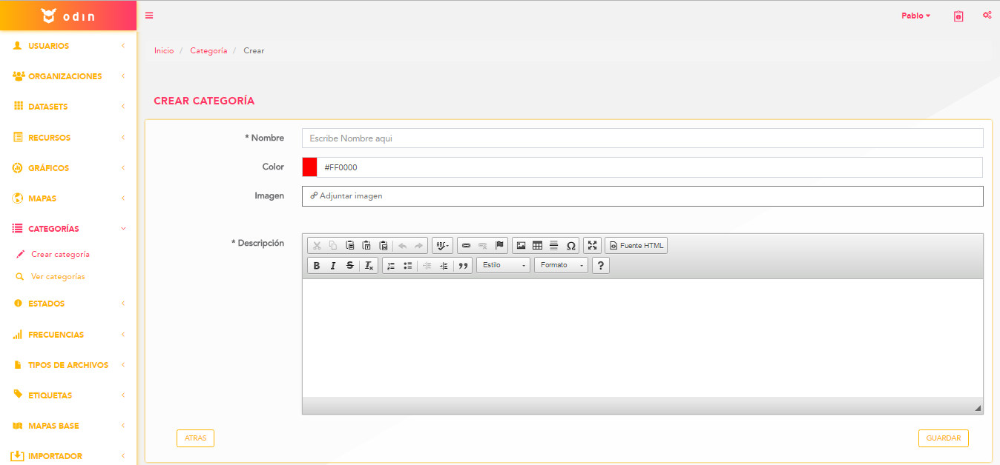 odin
Pablo
USUARIOS
ORGANIZACIONES
DATASETS
RECURSOS
GRÁFICOS
MAPAS
CATEGORÍAS
Crear categoría
Ver categorías
ESTADOS
FRECUENCIAS
TIPOS DE ARCHIVOS
ETIQUETAS
MAPAS BASE
IMPORTADOR
Inicio / Categoría / Crear
CREAR CATEGORÍA
* Nombre Escribe Nombre aqui
Color #FF0000
Imagen Adjuntar imagen
* Descripción
ABC Ω Fuente HTML
B I S Ix Estilo Formato ?
ATRAS GUARDAR